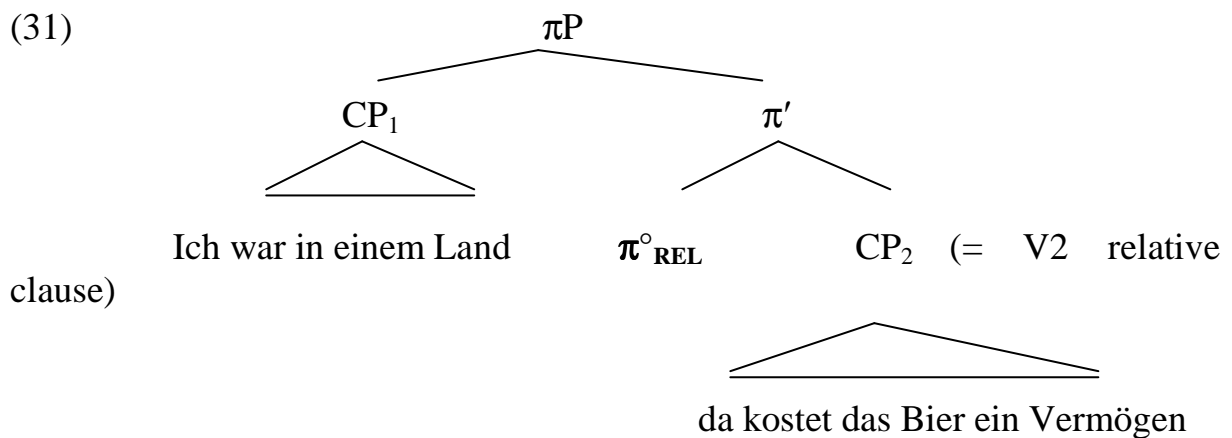 (31) πP
CP₁ π′
Ich war in einem Land π°REL CP₂ (= V2 relative
clause)
da kostet das Bier ein Vermögen